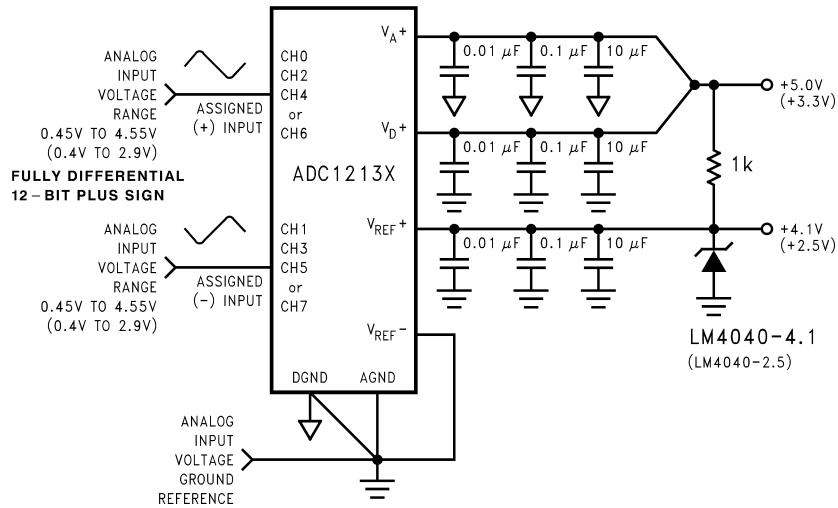 ANALOG
INPUT
VOLTAGE
RANGE
0.45V TO 4.55V
(0.4V TO 2.9V)
FULLY DIFFERENTIAL
12–BIT PLUS SIGN
ASSIGNED
(+) INPUT
CH0
CH2
CH4
or
CH6
ANALOG
INPUT
VOLTAGE
RANGE
0.45V TO 4.55V
(0.4V TO 2.9V)
ASSIGNED
(-) INPUT
CH1
CH3
CH5
or
CH7
ADC1213X
VA+
VD+
VREF+
VREF-
DGND
AGND
0.01 μF
0.1 μF
10 μF
0.01 μF
0.1 μF
10 μF
0.01 μF
0.1 μF
10 μF
+5.0V
(+3.3V)
1k
+4.1V
(+2.5V)
LM4040-4.1
(LM4040-2.5)
ANALOG
INPUT
VOLTAGE
GROUND
REFERENCE